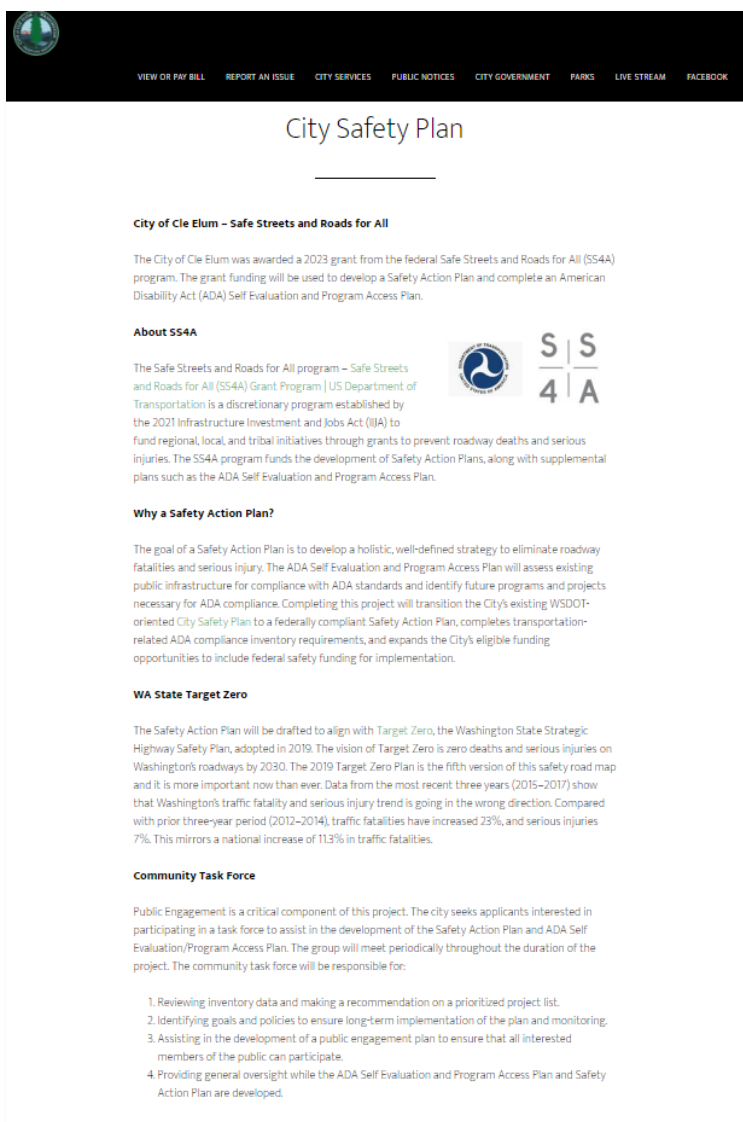 VIEW OR PAY BILL REPORT AN ISSUE CITY SERVICES PUBLIC NOTICES CITY GOVERNMENT PARKS LIVE STREAM FACEBOOK
City Safety Plan
City of Cle Elum – Safe Streets and Roads for All
The City of Cle Elum was awarded a 2023 grant from the federal Safe Streets and Roads for All (SS4A)
program. The grant funding will be used to develop a Safety Action Plan and complete an American
Disability Act (ADA) Self Evaluation and Program Access Plan.
About SS4A
The Safe Streets and Roads for All program – Safe Streets
and Roads for All (SS4A) Grant Program | US Department of
Transportation is a discretionary program established by
the 2021 Infrastructure Investment and Jobs Act (IIJA) to
fund regional, local, and tribal initiatives through grants to prevent roadway deaths and serious
injuries. The SS4A program funds the development of Safety Action Plans, along with supplemental
plans such as the ADA Self Evaluation and Program Access Plan.
DEPARTMENT OF TRANSPORTATION
UNITED STATES OF AMERICA
S S
4 A
Why a Safety Action Plan?
The goal of a Safety Action Plan is to develop a holistic, well-defined strategy to eliminate roadway
fatalities and serious injury. The ADA Self Evaluation and Program Access Plan will assess existing
public infrastructure for compliance with ADA standards and identify future programs and projects
necessary for ADA compliance. Completing this project will transition the City's existing WSDOT-
oriented City Safety Plan to a federally compliant Safety Action Plan, completes transportation-
related ADA compliance inventory requirements, and expands the City's eligible funding
opportunities to include federal safety funding for implementation.
WA State Target Zero
The Safety Action Plan will be drafted to align with Target Zero, the Washington State Strategic
Highway Safety Plan, adopted in 2019. The vision of Target Zero is zero deaths and serious injuries on
Washington's roadways by 2030. The 2019 Target Zero Plan is the fifth version of this safety road map
and it is more important now than ever. Data from the most recent three years (2015–2017) show
that Washington's traffic fatality and serious injury trend is going in the wrong direction. Compared
with prior three-year period (2012–2014), traffic fatalities have increased 23%, and serious injuries
7%. This mirrors a national increase of 11.3% in traffic fatalities.
Community Task Force
Public Engagement is a critical component of this project. The city seeks applicants interested in
participating in a task force to assist in the development of the Safety Action Plan and ADA Self
Evaluation/Program Access Plan. The group will meet periodically throughout the duration of the
project. The community task force will be responsible for:
1. Reviewing inventory data and making a recommendation on a prioritized project list.
2. Identifying goals and policies to ensure long-term implementation of the plan and monitoring.
3. Assisting in the development of a public engagement plan to ensure that all interested
members of the public can participate.
4. Providing general oversight while the ADA Self Evaluation and Program Access Plan and Safety
Action Plan are developed.